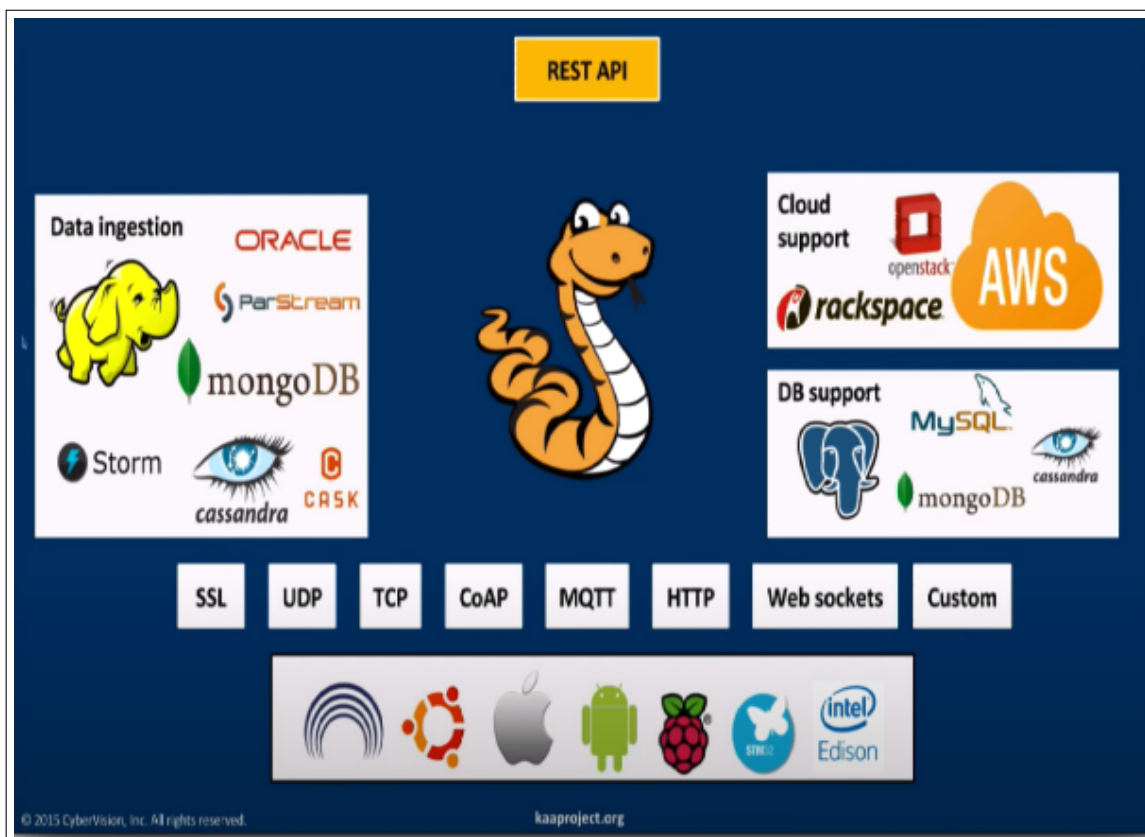 REST API
Data ingestion
ORACLE
ParStream
mongoDB
Storm
cassandra
CASK
Cloud
support
openstack
AWS
rackspace
DB support
MySQL
cassandra
mongoDB
SSL
UDP
TCP
CoAP
MQTT
HTTP
Web sockets
Custom
STM32
intel
Edison
© 2015 CyberVision, Inc. All rights reserved.
kaaproject.org